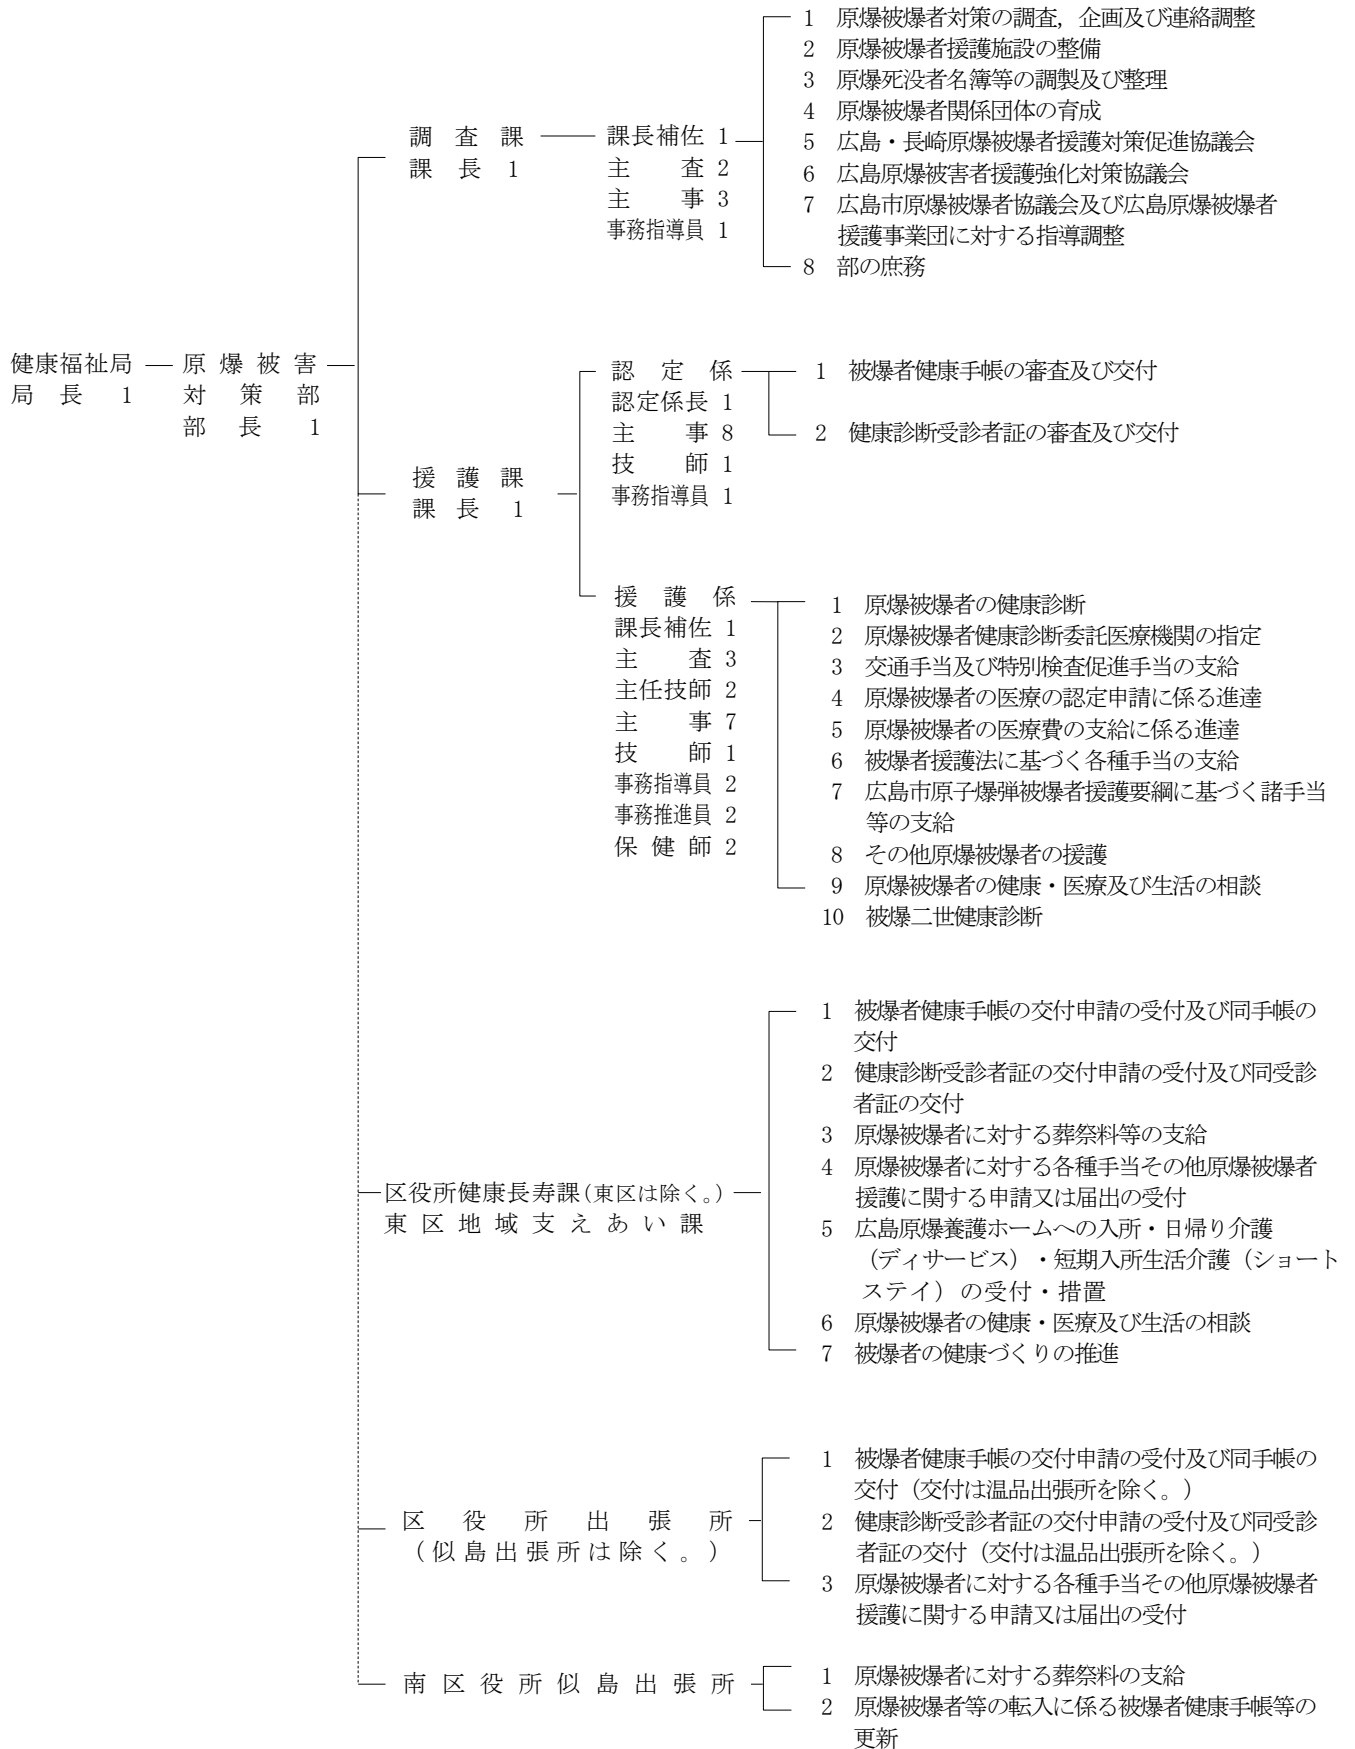 健康福祉局
局長 1
原爆被害
対策部
部長 1
調査課
課長 1
課長補佐 1
主査 2
主事 3
事務指導員 1
1 原爆被爆者対策の調査，企画及び連絡調整
2 原爆被爆者援護施設の整備
3 原爆死没者名簿等の調製及び整理
4 原爆被爆者関係団体の育成
5 広島・長崎原爆被爆者援護対策促進協議会
6 広島原爆被害者援護強化対策協議会
7 広島市原爆被爆者協議会及び広島原爆被爆者
援護事業団に対する指導調整
8 部の庶務
援護課
課長 1
認定係
認定係長 1
主事 8
技師 1
事務指導員 1
1 被爆者健康手帳の審査及び交付
2 健康診断受診者証の審査及び交付
援護係
課長補佐 1
主査 3
主任技師 2
主事 7
技師 1
事務指導員 2
事務推進員 2
保健師 2
1 原爆被爆者の健康診断
2 原爆被爆者健康診断委託医療機関の指定
3 交通手当及び特別検査促進手当の支給
4 原爆被爆者の医療の認定申請に係る進達
5 原爆被爆者の医療費の支給に係る進達
6 被爆者援護法に基づく各種手当の支給
7 広島市原子爆弾被爆者援護要綱に基づく諸手当
等の支給
8 その他原爆被爆者の援護
9 原爆被爆者の健康・医療及び生活の相談
10 被爆二世健康診断
区役所健康長寿課（東区は除く。）
東区地域支えあい課
1 被爆者健康手帳の交付申請の受付及び同手帳の
交付
2 健康診断受診者証の交付申請の受付及び同受診
者証の交付
3 原爆被爆者に対する葬祭料等の支給
4 原爆被爆者に対する各種手当その他原爆被爆者
援護に関する申請又は届出の受付
5 広島原爆養護ホームへの入所・日帰り介護
（ディサービス）・短期入所生活介護（ショート
ステイ）の受付・措置
6 原爆被爆者の健康・医療及び生活の相談
7 被爆者の健康づくりの推進
区役所出張所
（似島出張所は除く。）
1 被爆者健康手帳の交付申請の受付及び同手帳の
交付（交付は温品出張所を除く。）
2 健康診断受診者証の交付申請の受付及び同受診
者証の交付（交付は温品出張所を除く。）
3 原爆被爆者に対する各種手当その他原爆被爆者
援護に関する申請又は届出の受付
南区役所似島出張所
1 原爆被爆者に対する葬祭料の支給
2 原爆被爆者等の転入に係る被爆者健康手帳等の
更新